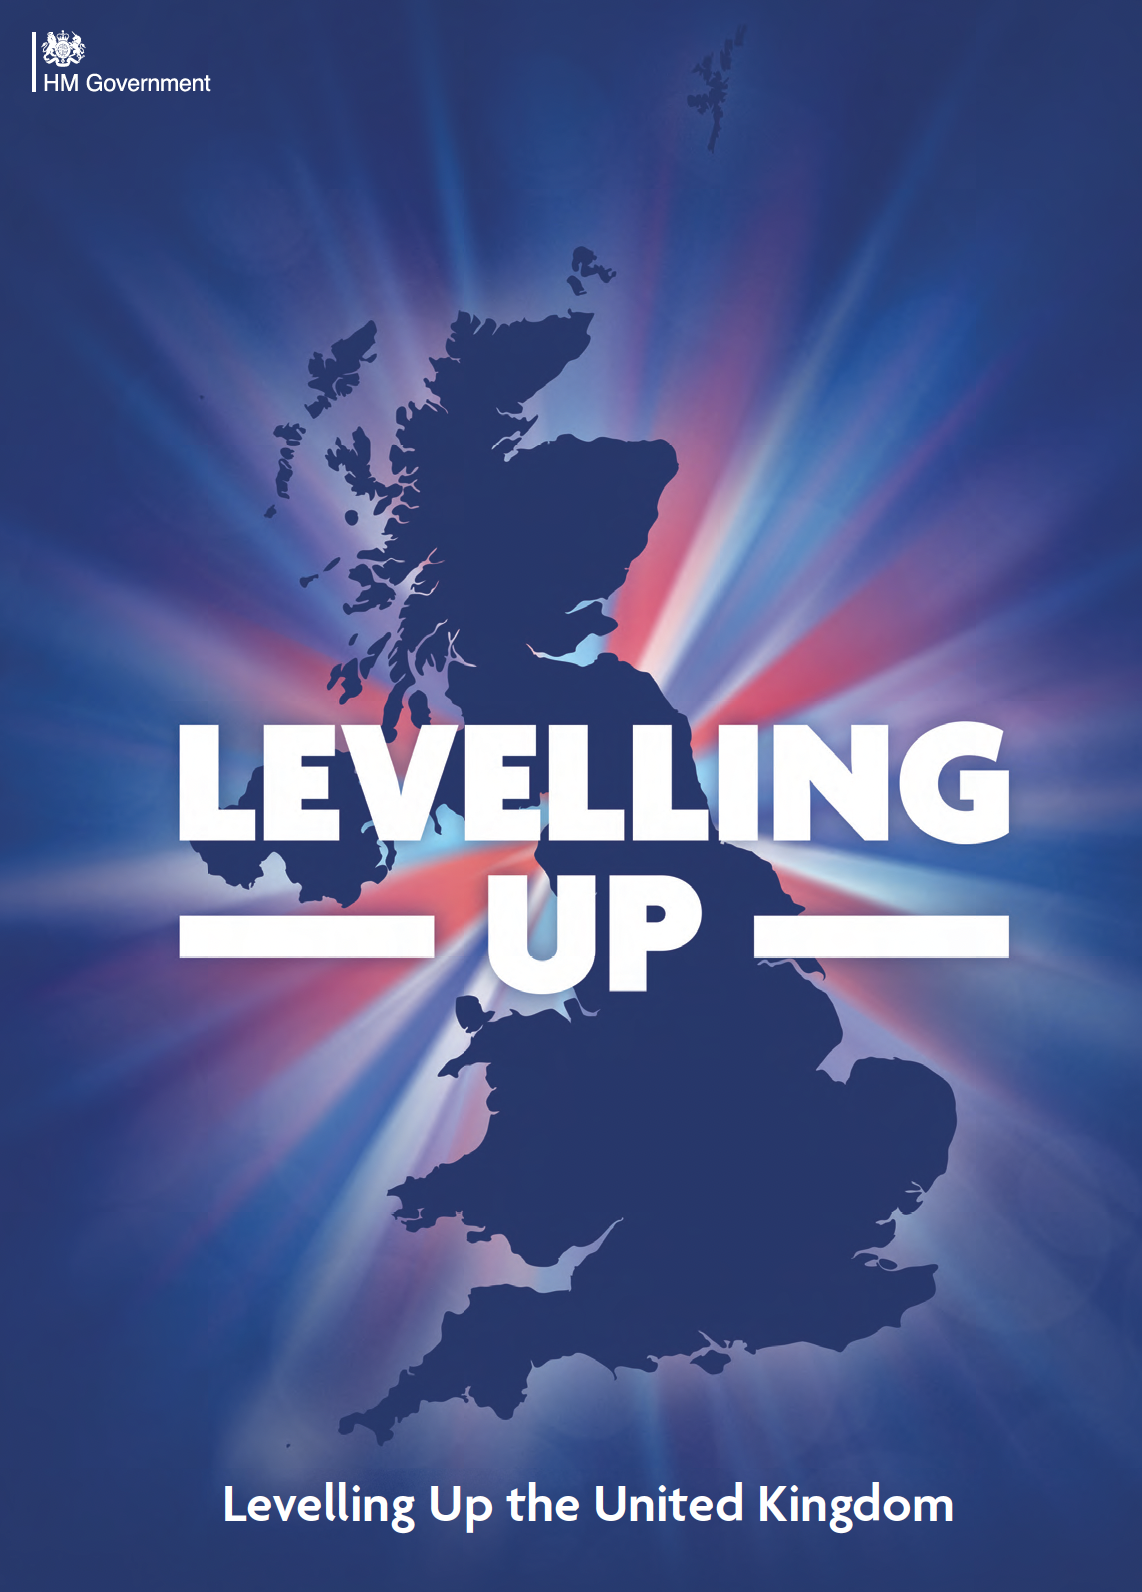 HM Government
LEVELLING
UP
Levelling Up the United Kingdom